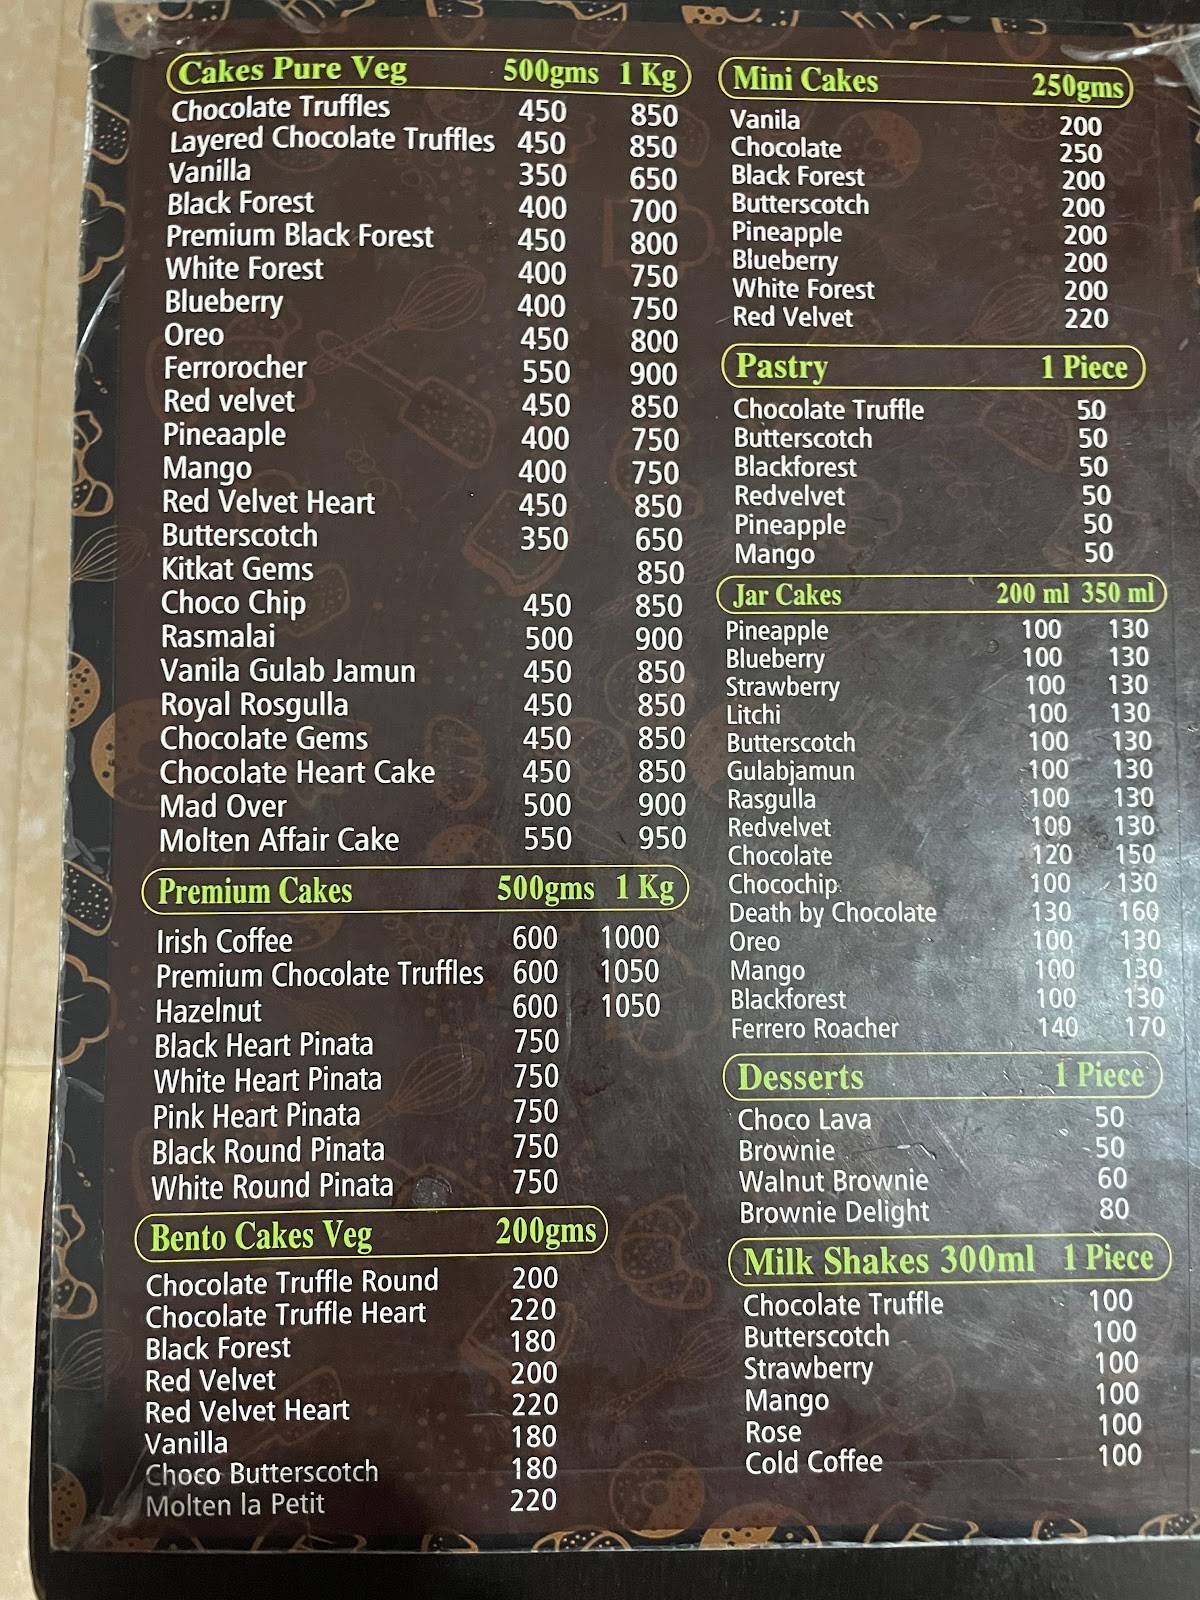 Cakes Pure Veg 500gms 1 Kg
Chocolate Truffles 450 850
Layered Chocolate Truffles 450 850
Vanilla 350 650
Black Forest 400 700
Premium Black Forest 450 800
White Forest 400 750
Blueberry 400 750
Oreo 450 800
Ferrorocher 550 900
Red velvet 450 850
Pineaaple 400 750
Mango 400 750
Red Velvet Heart 450 850
Butterscotch 350 650
Kitkat Gems 850
Choco Chip 450 850
Rasmalai 500 900
Vanila Gulab Jamun 450 850
Royal Rosgulla 450 850
Chocolate Gems 450 850
Chocolate Heart Cake 450 850
Mad Over 500 900
Molten Affair Cake 550 950
Premium Cakes 500gms 1 Kg
Irish Coffee 600 1000
Premium Chocolate Truffles 600 1050
Hazelnut 600 1050
Black Heart Pinata 750
White Heart Pinata 750
Pink Heart Pinata 750
Black Round Pinata 750
White Round Pinata 750
Bento Cakes Veg 200gms
Chocolate Truffle Round 200
Chocolate Truffle Heart 220
Black Forest 180
Red Velvet 200
Red Velvet Heart 220
Vanilla 180
Choco Butterscotch 180
Molten la Petit 220
Mini Cakes 250gms
Vanila 200
Chocolate 250
Black Forest 200
Butterscotch 200
Pineapple 200
Blueberry 200
White Forest 200
Red Velvet 220
Pastry 1 Piece
Chocolate Truffle 50
Butterscotch 50
Blackforest 50
Redvelvet 50
Pineapple 50
Mango 50
Jar Cakes 200 ml 350 ml
Pineapple 100 130
Blueberry 100 130
Strawberry 100 130
Litchi 100 130
Butterscotch 100 130
Gulabjamun 100 130
Rasgulla 100 130
Redvelvet 100 130
Chocolate 120 150
Chocochip 100 130
Death by Chocolate 130 160
Oreo 100 130
Mango 100 130
Blackforest 100 130
Ferrero Roacher 140 170
Desserts 1 Piece
Choco Lava 50
Brownie 50
Walnut Brownie 60
Brownie Delight 80
Milk Shakes 300ml 1 Piece
Chocolate Truffle 100
Butterscotch 100
Strawberry 100
Mango 100
Rose 100
Cold Coffee 100